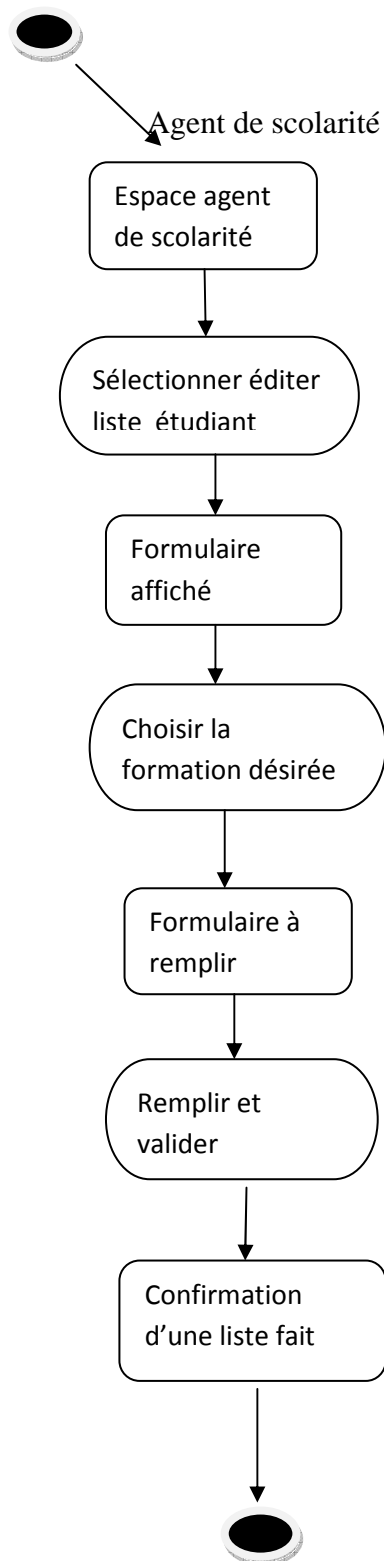 Agent de scolarité
Espace agent
de scolarité
Sélectionner éditer
liste étudiant
Formulaire
affiché
Choisir la
formation désirée
Formulaire à
remplir
Remplir et
valider
Confirmation
d’une liste fait